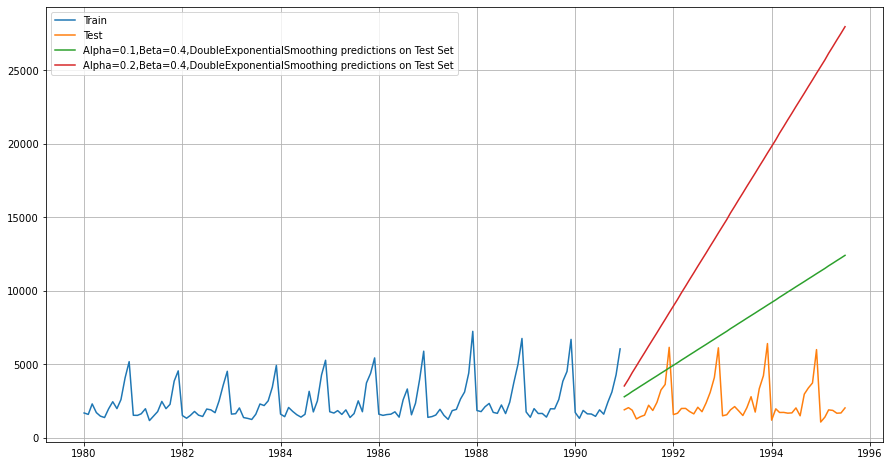 Train
Test
Alpha=0.1,Beta=0.4,DoubleExponentialSmoothing predictions on Test Set
Alpha=0.2,Beta=0.4,DoubleExponentialSmoothing predictions on Test Set
25000
20000
15000
10000
5000
0
1980 1982 1984 1986 1988 1990 1992 1994 1996